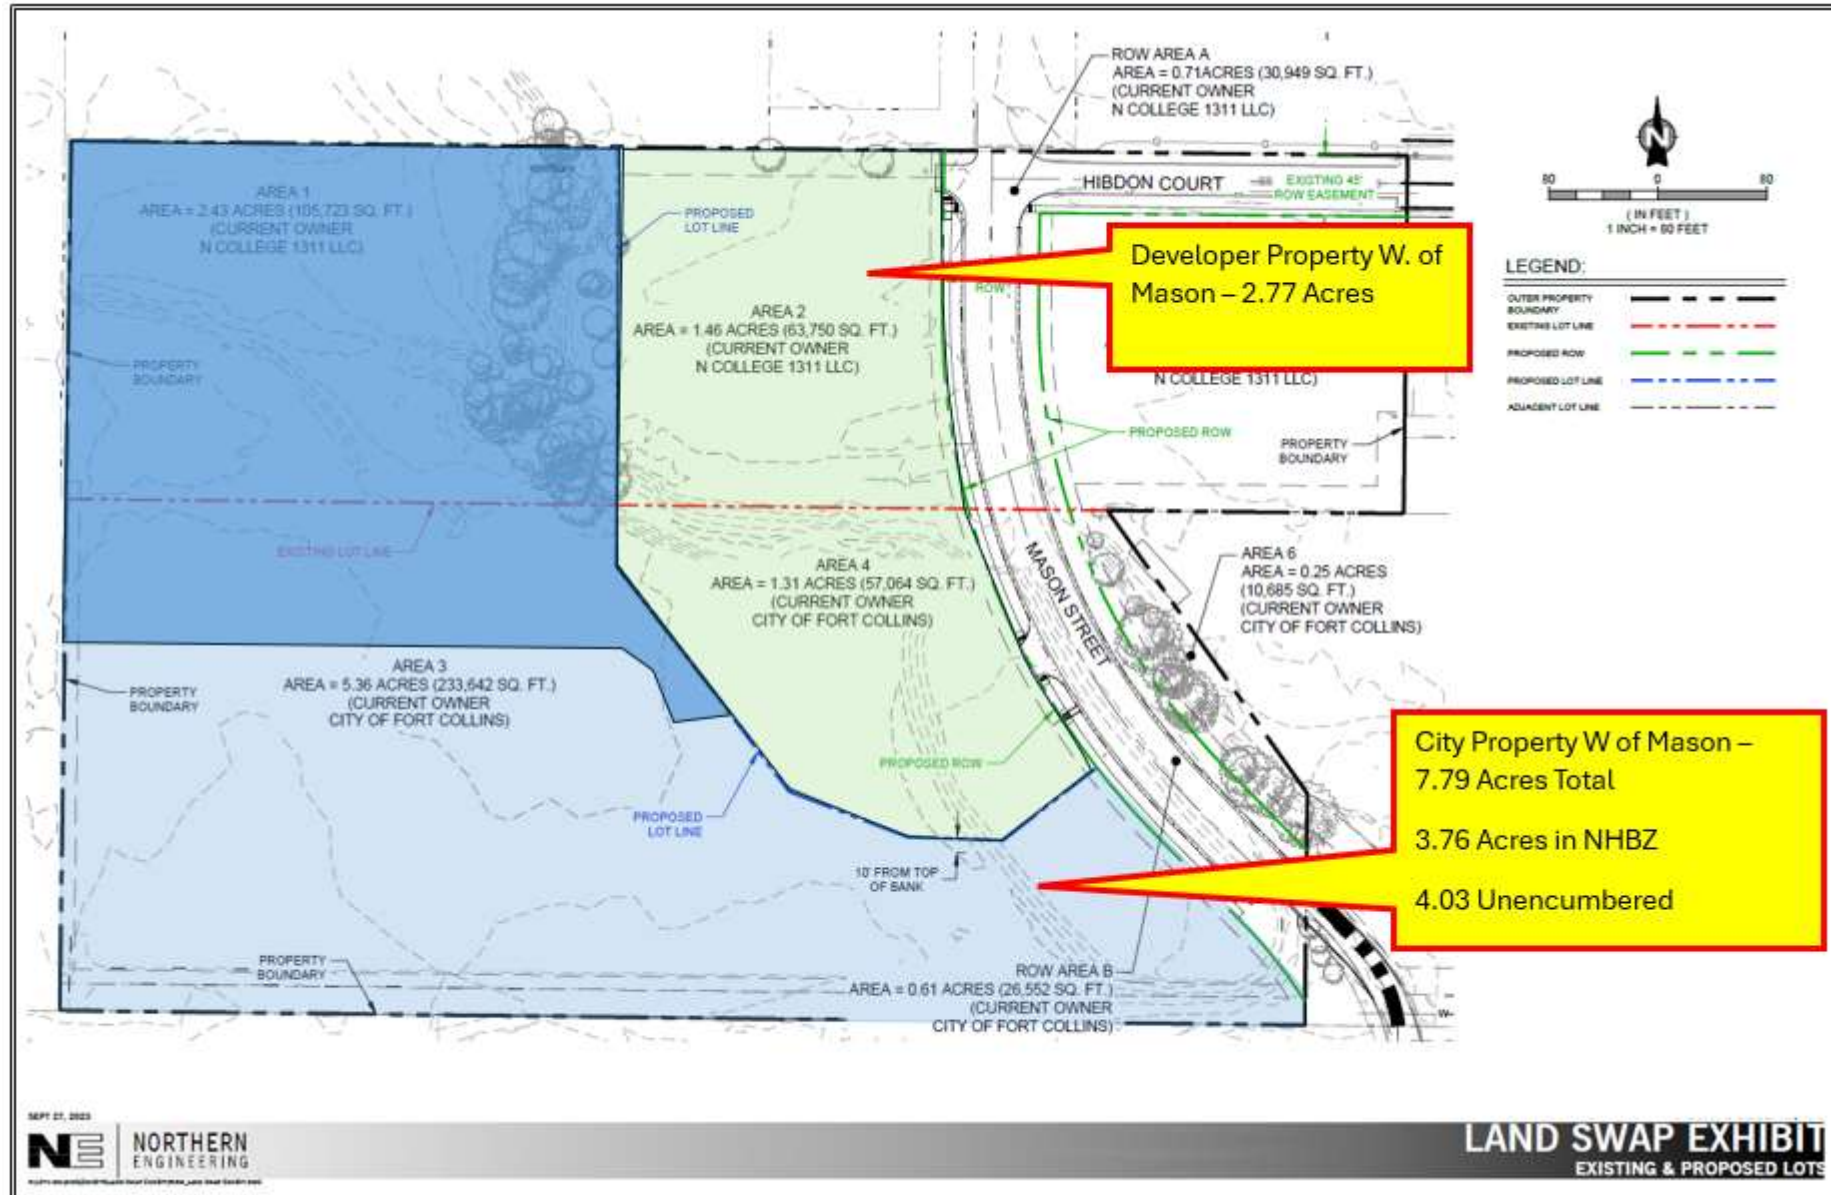 ROW AREA A
AREA = 0.71ACRES (30,949 SQ. FT.)
(CURRENT OWNER
N COLLEGE 1311 LLC)
N
80
0
80
( IN FEET )
1 INCH = 80 FEET
LEGEND:
OUTER PROPERTY
BOUNDARY
EXISTING LOT LINE
PROPOSED ROW
PROPOSED LOT LINE
ADJACENT LOT LINE
HIBDON COURT
EXISTING 45'
ROW EASEMENT
AREA 1
AREA = 2.43 ACRES (105,723 SQ. FT.)
(CURRENT OWNER
N COLLEGE 1311 LLC)
PROPOSED
LOT LINE
Developer Property W. of
Mason – 2.77 Acres
ROW
AREA 2
AREA = 1.46 ACRES (63,750 SQ. FT.)
(CURRENT OWNER
N COLLEGE 1311 LLC)
N COLLEGE 1311 LLC)
PROPERTY
BOUNDARY
PROPOSED ROW
PROPERTY
BOUNDARY
EXISTING LOT LINE
AREA 4
AREA = 1.31 ACRES (57,064 SQ. FT.)
(CURRENT OWNER
CITY OF FORT COLLINS)
MASON STREET
AREA 6
AREA = 0.25 ACRES
(10,685 SQ. FT.)
(CURRENT OWNER
CITY OF FORT COLLINS)
AREA 3
AREA = 5.36 ACRES (233,642 SQ. FT.)
(CURRENT OWNER
CITY OF FORT COLLINS)
PROPERTY
BOUNDARY
PROPOSED ROW
PROPOSED
LOT LINE
City Property W of Mason –
7.79 Acres Total
3.76 Acres in NHBZ
4.03 Unencumbered
10' FROM TOP
OF BANK
PROPERTY
BOUNDARY
ROW AREA B
AREA = 0.61 ACRES (26,552 SQ. FT.)
(CURRENT OWNER
CITY OF FORT COLLINS)
W
SEPT 27, 2023
NE
NORTHERN
ENGINEERING
LAND SWAP EXHIBIT
EXISTING & PROPOSED LOTS